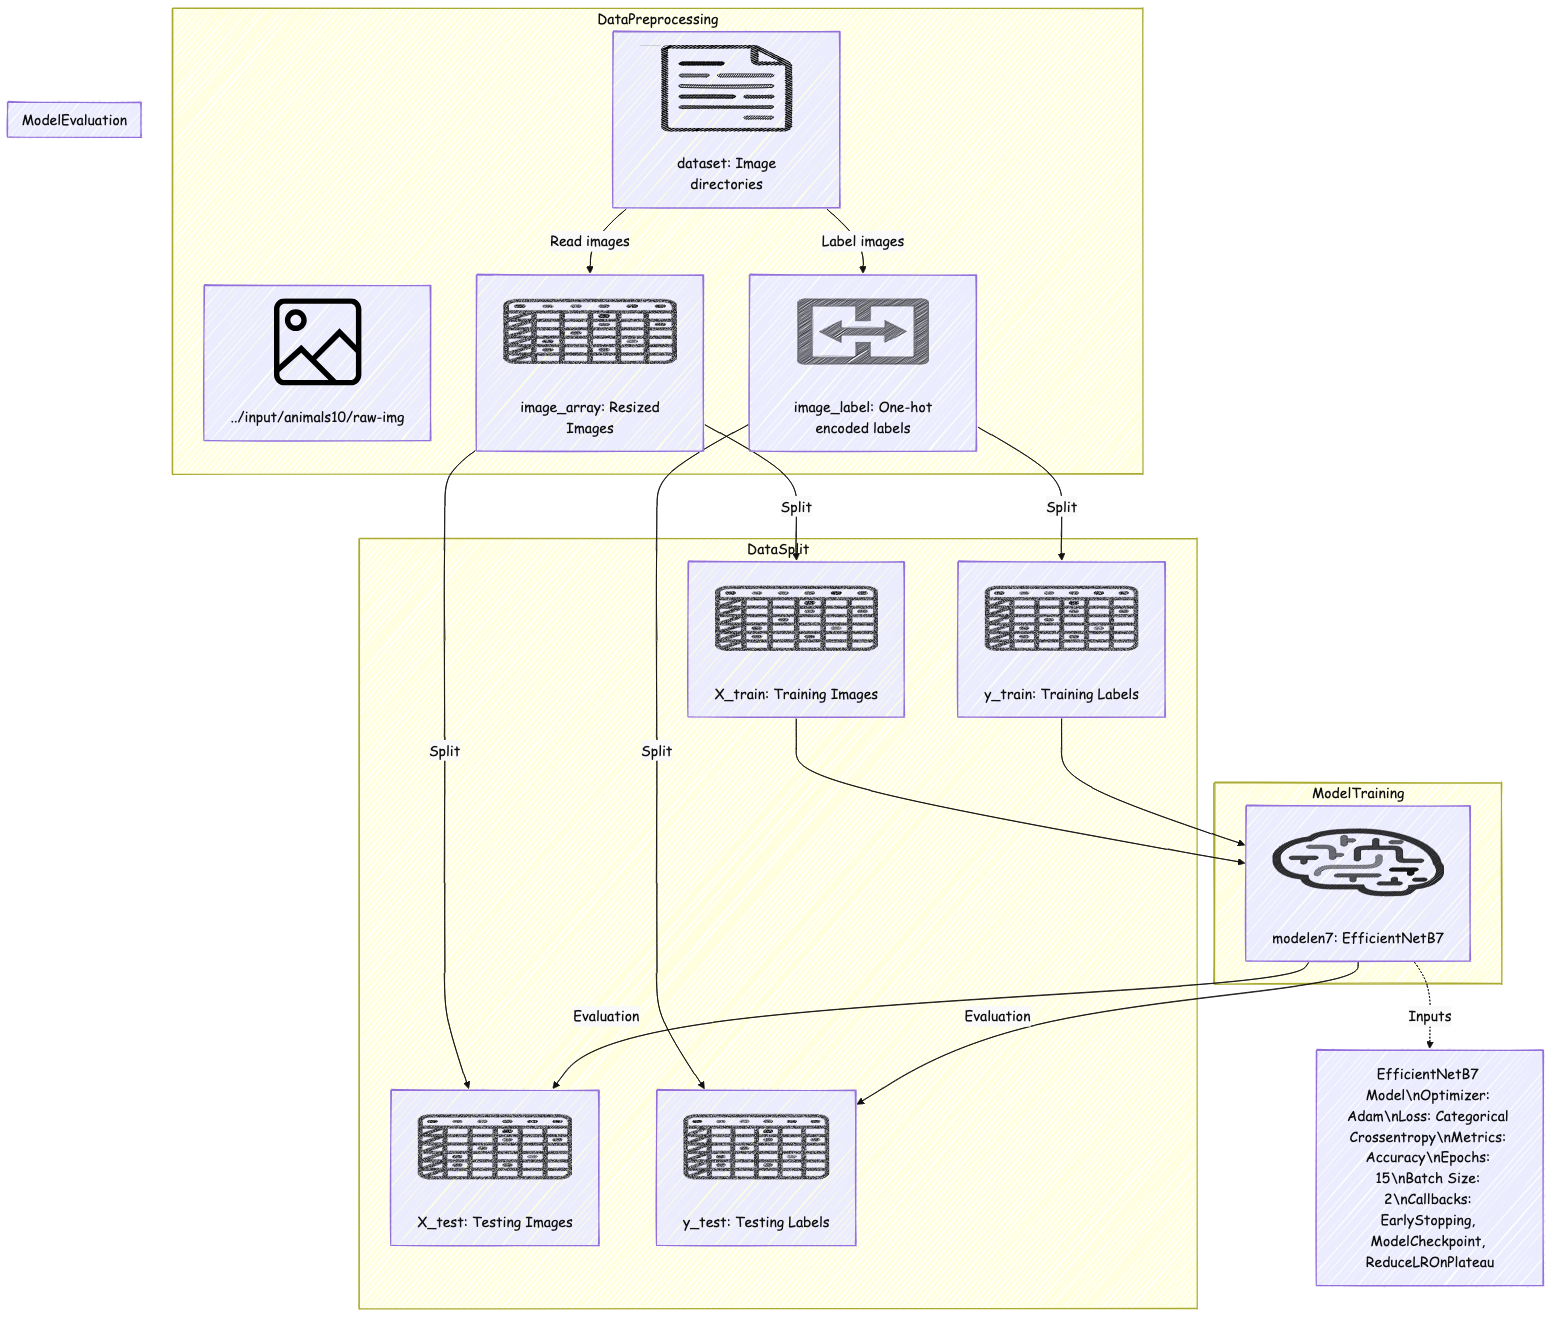 DataPreprocessing
dataset: Image
directories
ModelEvaluation
Read images
Label images
../input/animals10/raw-img
image_array: Resized
Images
image_label: One-hot
encoded labels
Split
Split
DataSplit
X_train: Training Images
y_train: Training Labels
Split
Split
ModelTraining
modelen7: EfficientNetB7
Evaluation
Evaluation
Inputs
X_test: Testing Images
y_test: Testing Labels
EfficientNetB7
Model\nOptimizer:
Adam\nLoss: Categorical
Crossentropy\nMetrics:
Accuracy\nEpochs:
15\nBatch Size:
2\nCallbacks:
EarlyStopping,
ModelCheckpoint,
ReduceLROnPlateau